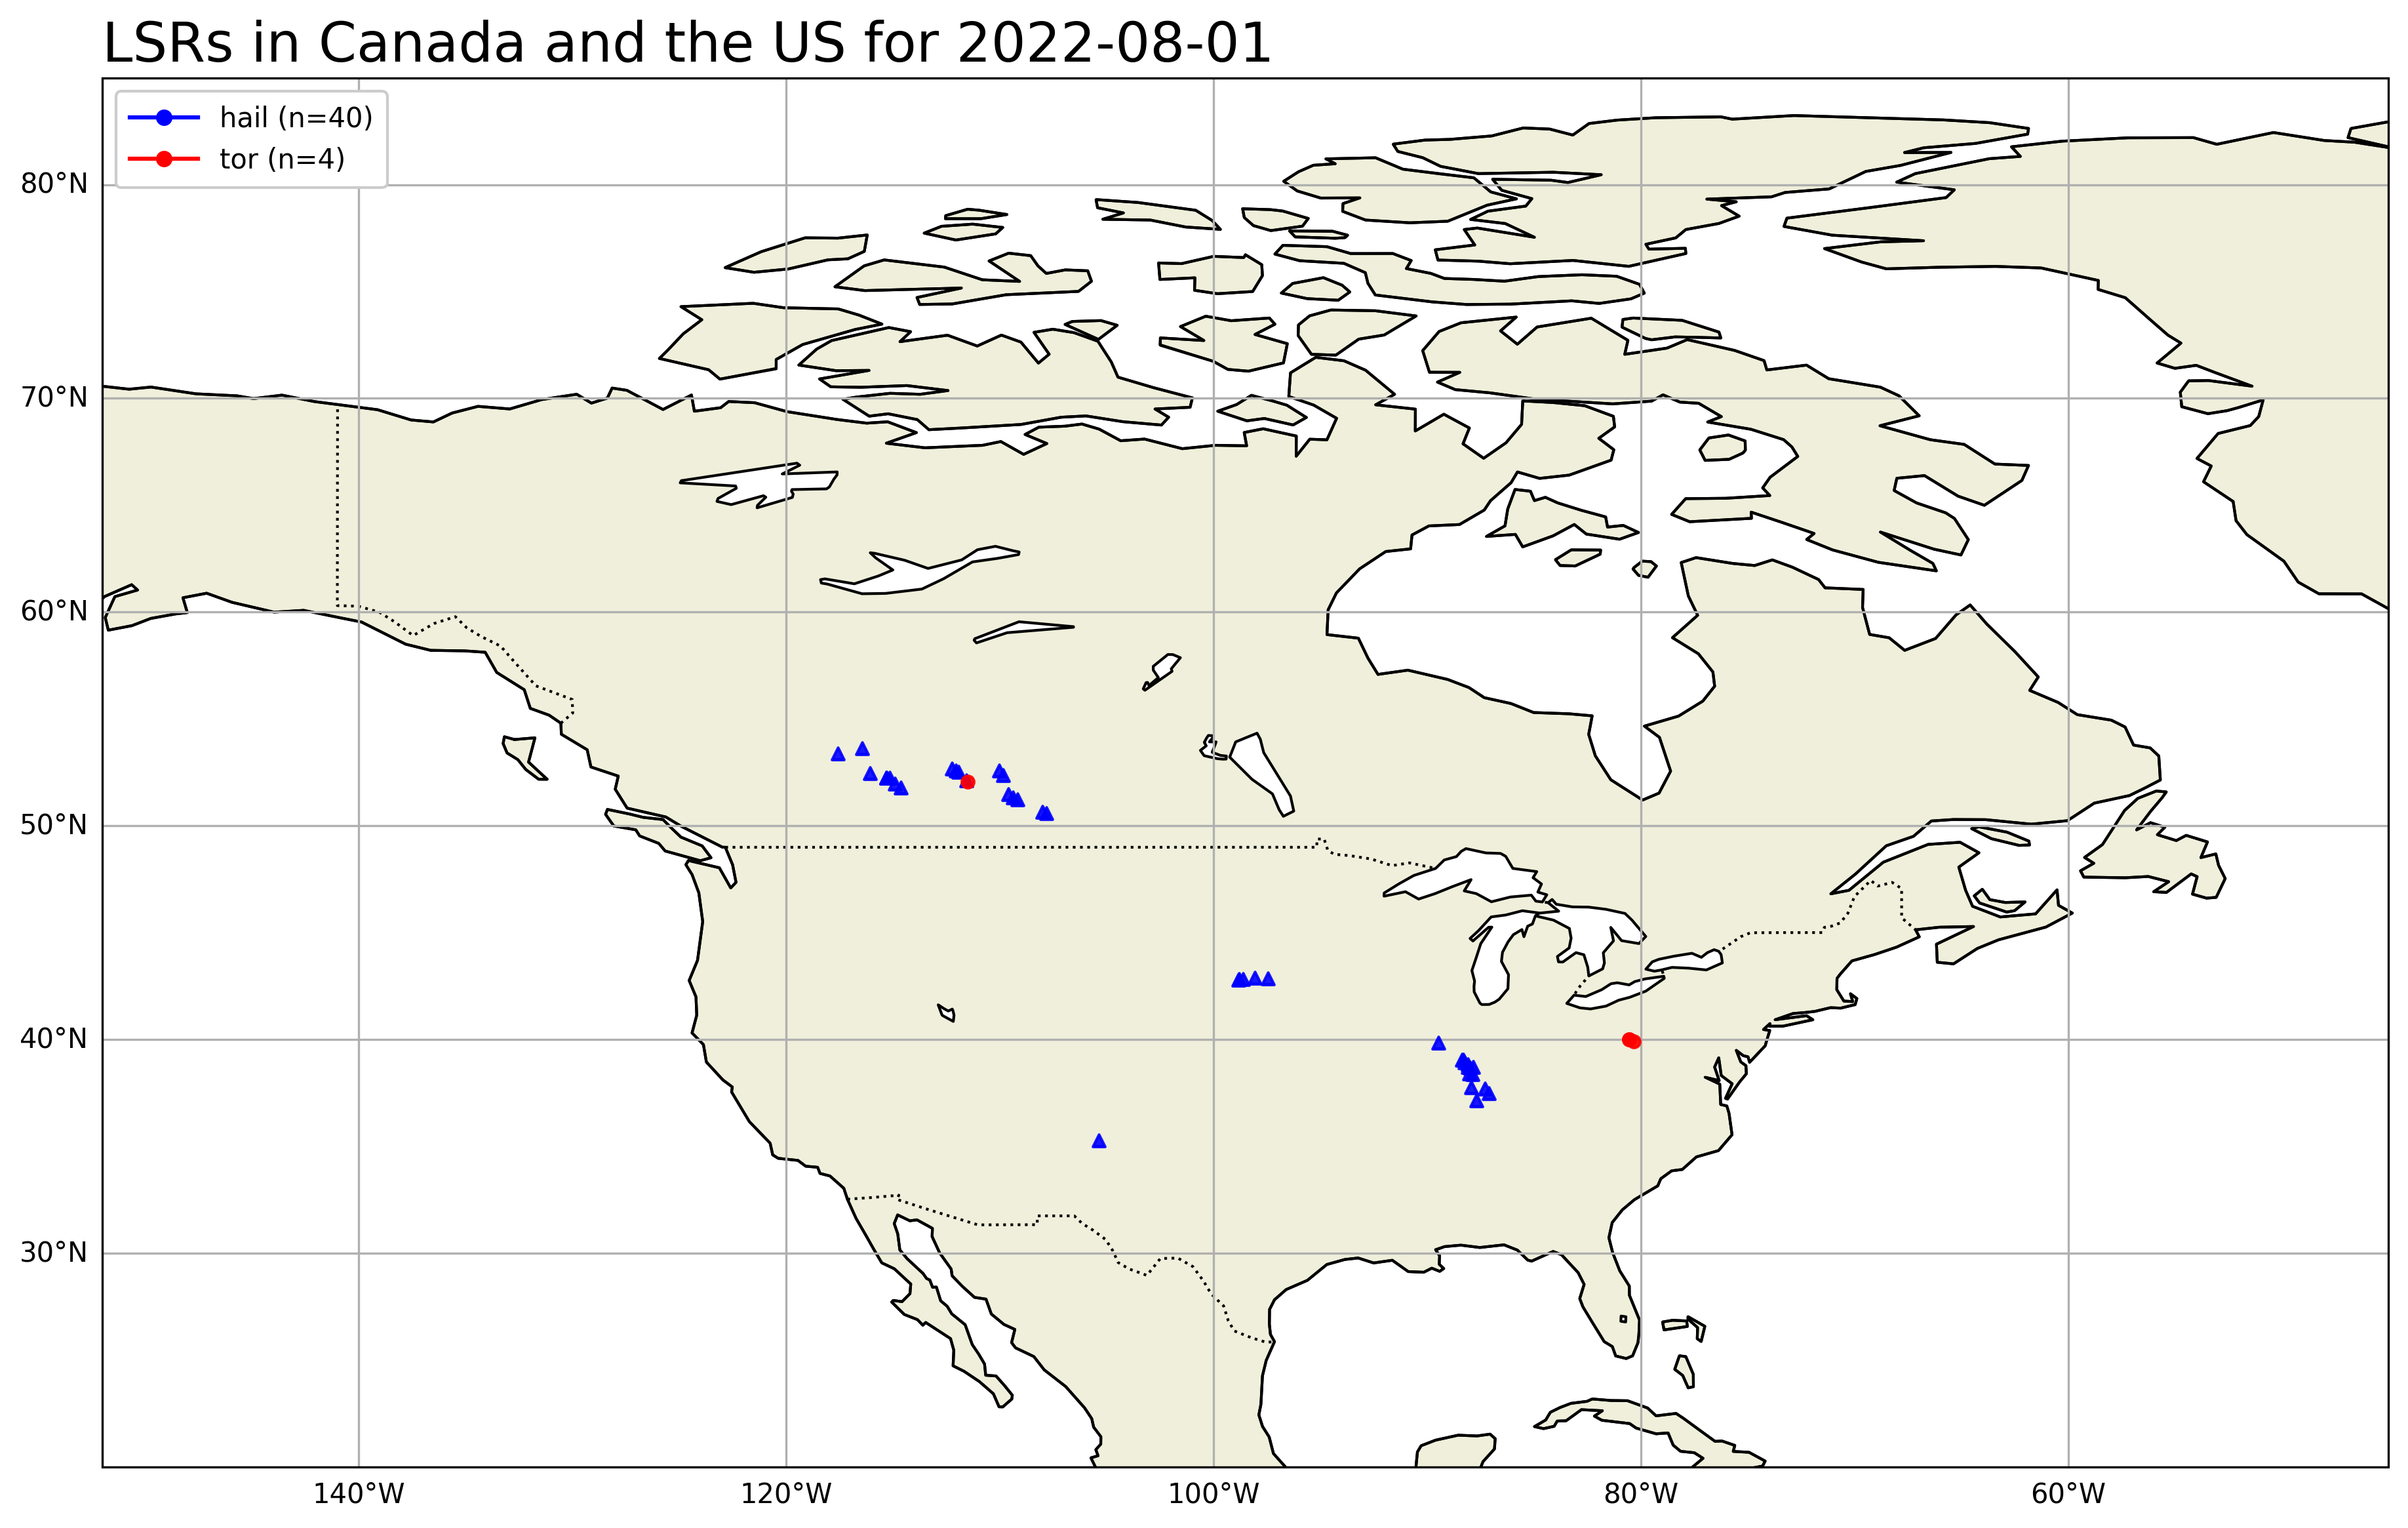 LSRs in Canada and the US for 2022-08-01
hail (n=40)
tor (n=4)
80°N
70°N
60°N
50°N
40°N
30°N
140°W
120°W
100°W
80°W
60°W